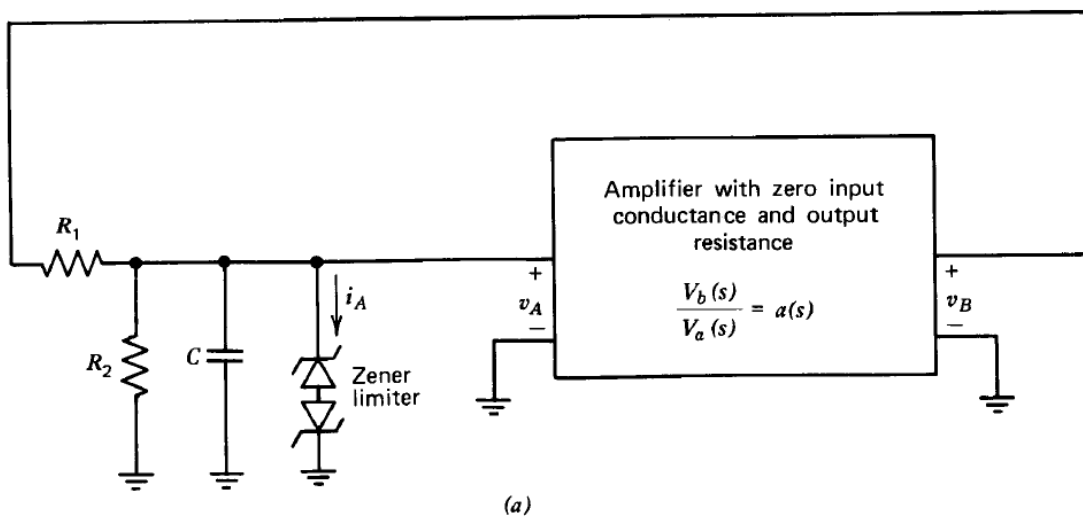 Amplifier with zero input
conductance and output
resistance
R1
+
+
iA
vA
Vb(s)
Va(s)
= a(s)
vB
−
−
R2
C
Zener
limiter
(a)